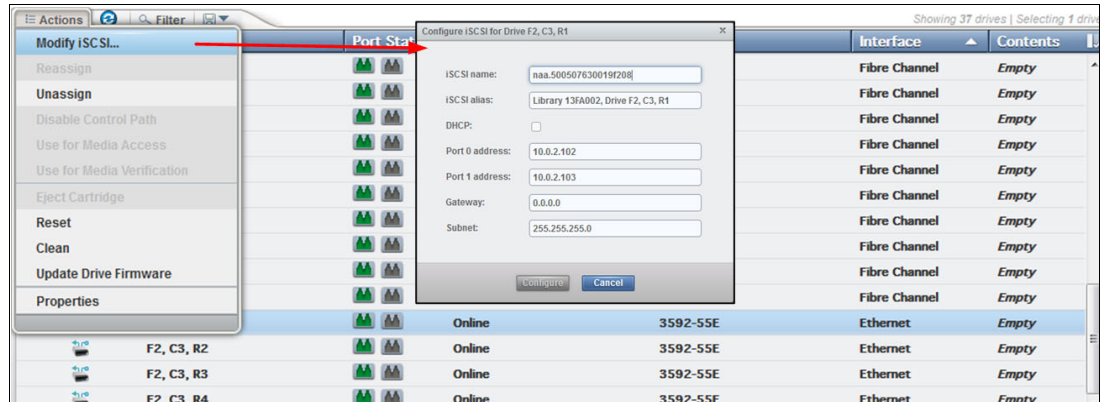 Actions
Filter
Showing 37 drives | Selecting 1 drive
Modify iSCSI...
Reassign
Unassign
Disable Control Path
Use for Media Access
Use for Media Verification
Eject Cartridge
Reset
Clean
Update Drive Firmware
Properties
Configure iSCSI for Drive F2, C3, R1
×
iSCSI name: naa.500507630019f208
iSCSI alias: Library 13FA002, Drive F2, C3, R1
DHCP:
Port 0 address: 10.0.2.102
Port 1 address: 10.0.2.103
Gateway: 0.0.0.0
Subnet: 255.255.255.0
Configure Cancel
Port Stat Interface Contents
Fibre Channel Empty
Fibre Channel Empty
Fibre Channel Empty
Fibre Channel Empty
Fibre Channel Empty
Fibre Channel Empty
Fibre Channel Empty
Fibre Channel Empty
Fibre Channel Empty
Fibre Channel Empty
Online 3592-55E Ethernet Empty
F2, C3, R2 Online 3592-55E Ethernet Empty
F2, C3, R3 Online 3592-55E Ethernet Empty
F2, C3, R4 Online 3592-55E Ethernet Empty